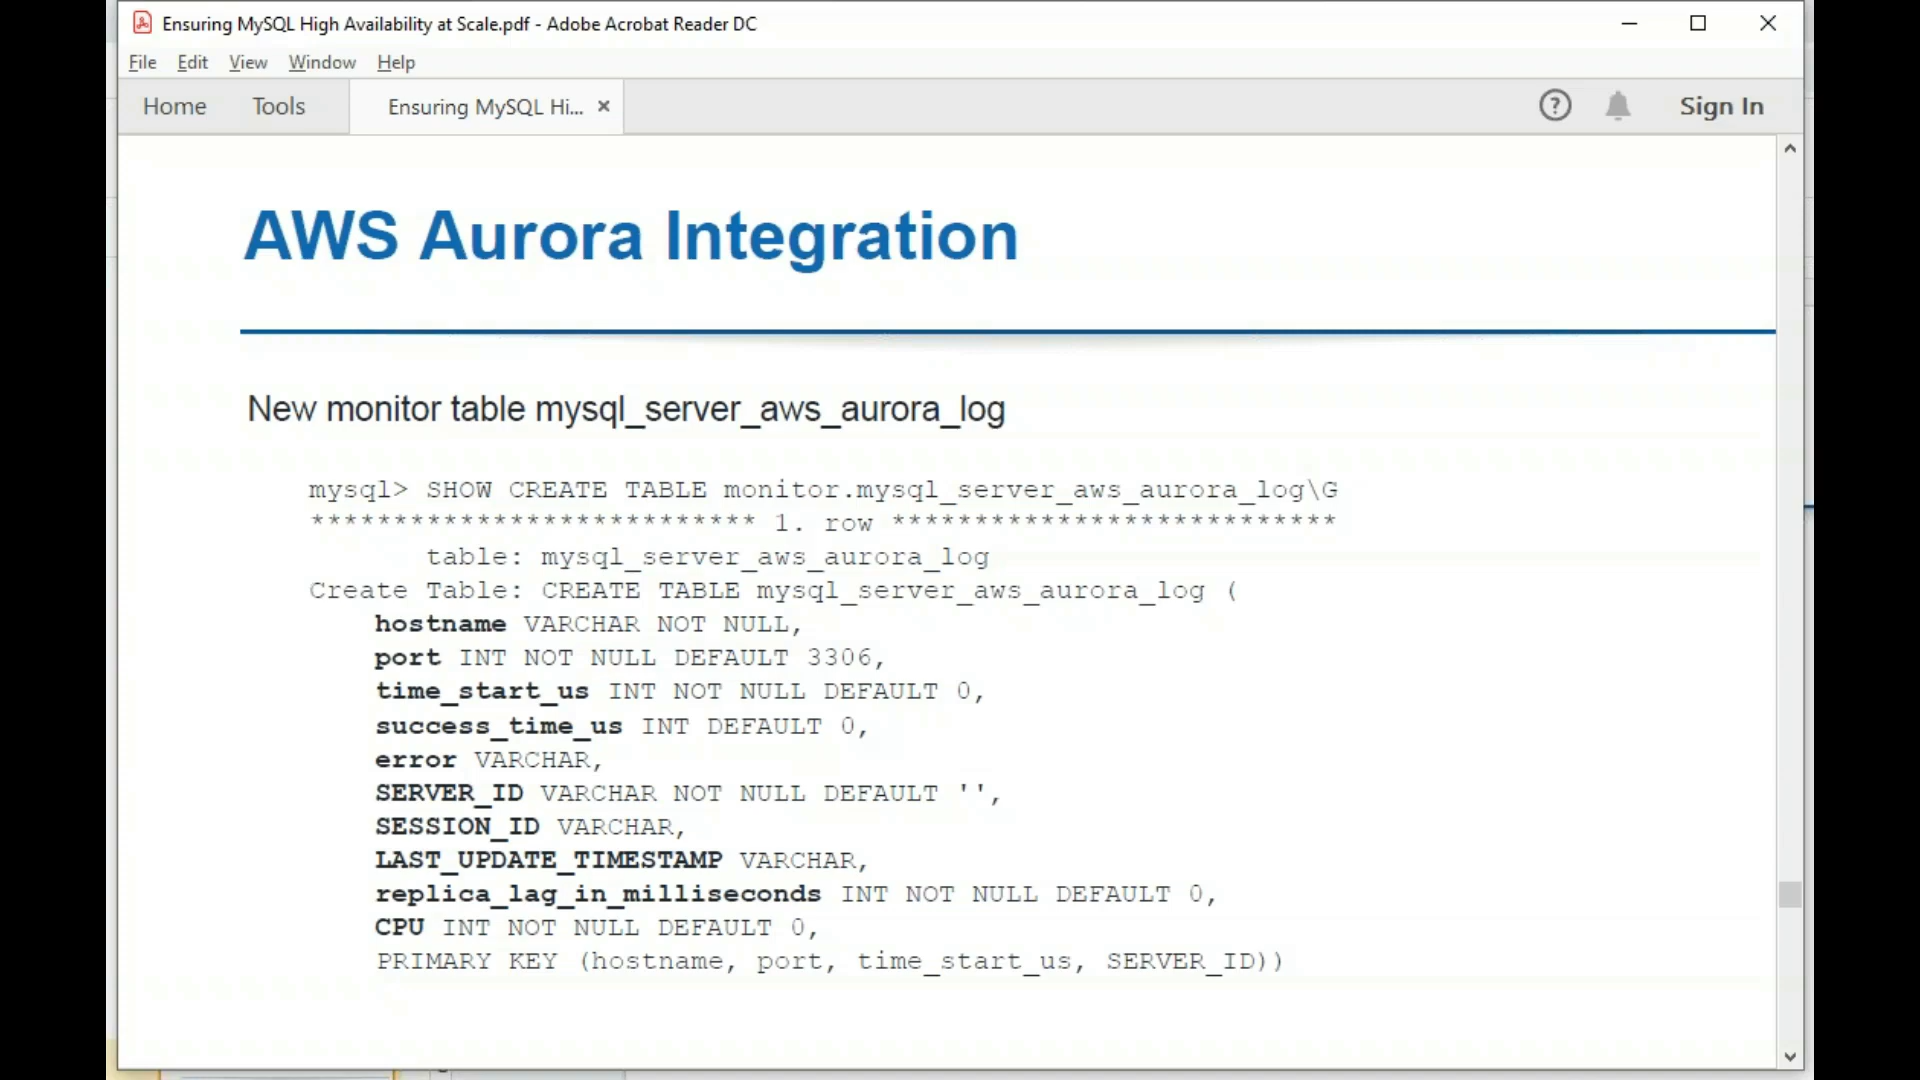 Ensuring MySQL High Availability at Scale.pdf - Adobe Acrobat Reader DC
File Edit View Window Help
Home Tools Ensuring MySQL Hi... × Sign In
AWS Aurora Integration
New monitor table mysql_server_aws_aurora_log
mysql> SHOW CREATE TABLE monitor.mysql_server_aws_aurora_log\G
*************************** 1. row ***************************
table: mysql_server_aws_aurora_log
Create Table: CREATE TABLE mysql_server_aws_aurora_log (
hostname VARCHAR NOT NULL,
port INT NOT NULL DEFAULT 3306,
time_start_us INT NOT NULL DEFAULT 0,
success_time_us INT DEFAULT 0,
error VARCHAR,
SERVER_ID VARCHAR NOT NULL DEFAULT '',
SESSION_ID VARCHAR,
LAST_UPDATE_TIMESTAMP VARCHAR,
replica_lag_in_milliseconds INT NOT NULL DEFAULT 0,
CPU INT NOT NULL DEFAULT 0,
PRIMARY KEY (hostname, port, time_start_us, SERVER_ID))